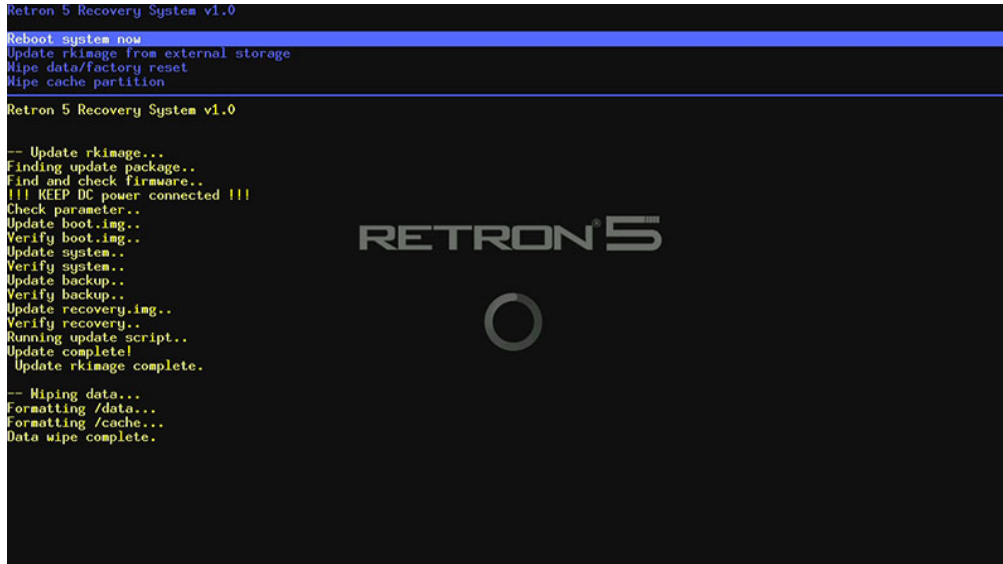 Retron 5 Recovery System v1.0
Reboot system now
Update rkimage from external storage
Wipe data/factory reset
Wipe cache partition
Retron 5 Recovery System v1.0
-- Update rkimage...
Finding update package..
Find and check firmware..
!!! KEEP DC power connected !!!
Check parameter..
Update boot.img..
Verify boot.img..
Update system..
Verify system..
Update backup..
Verify backup..
Update recovery.img..
Verify recovery..
Running update script..
Update complete!
Update rkimage complete.
-- Wiping data...
Formatting /data...
Formatting /cache...
Data wipe complete.
RETRON® 5